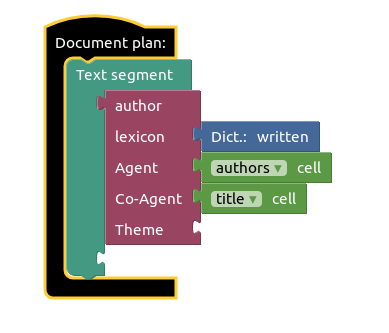 Document plan:
Text segment
author
lexicon Dict.: written
Agent authors ▾ cell
Co-Agent title ▾ cell
Theme